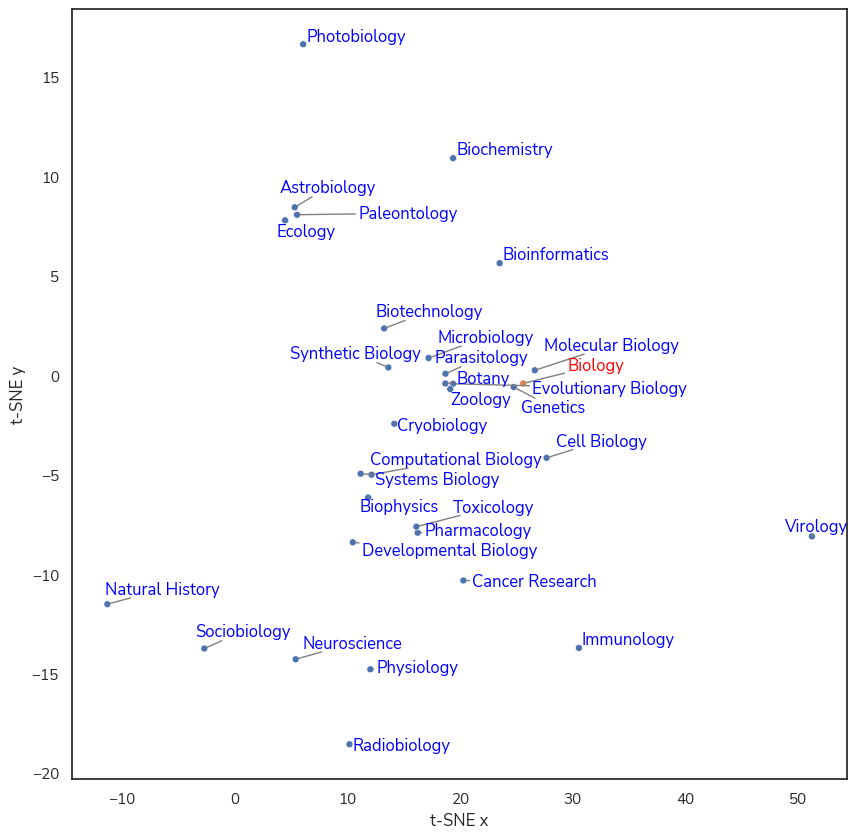 Photobiology
15
Biochemistry
10
Astrobiology
Paleontology
Ecology
Bioinformatics
5
Biotechnology
Microbiology
Molecular Biology
Synthetic Biology
Parasitology
Biology
0
Botany
Evolutionary Biology
Zoology
Genetics
Cryobiology
Cell Biology
Computational Biology
−5
Systems Biology
Biophysics
Toxicology
Virology
Pharmacology
Developmental Biology
−10
Cancer Research
Natural History
Sociobiology
Neuroscience
Immunology
−15
Physiology
Radiobiology
−20
−10 0 10 20 30 40 50
t-SNE x
t-SNE y